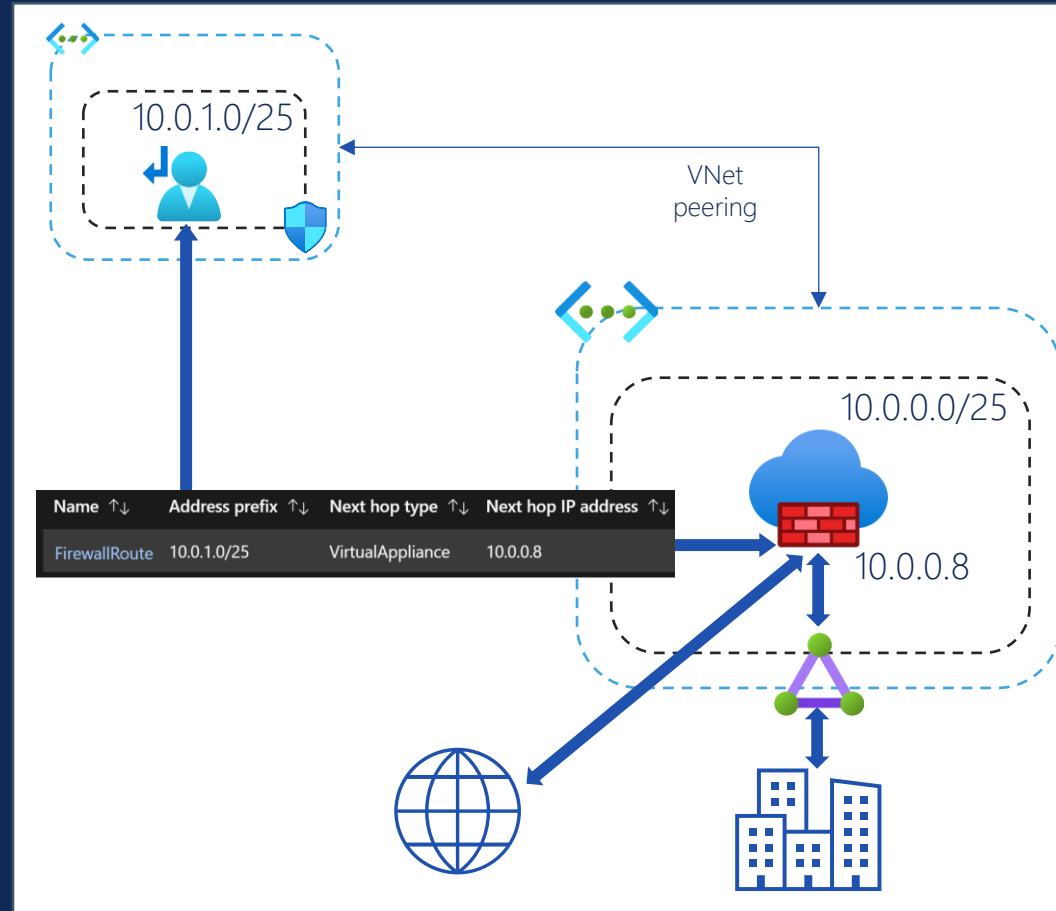 10.0.1.0/25
VNet
peering
10.0.0.0/25
Name ↑↓ Address prefix ↑↓ Next hop type ↑↓ Next hop IP address ↑↓
FirewallRoute 10.0.1.0/25 VirtualAppliance 10.0.0.8
10.0.0.8